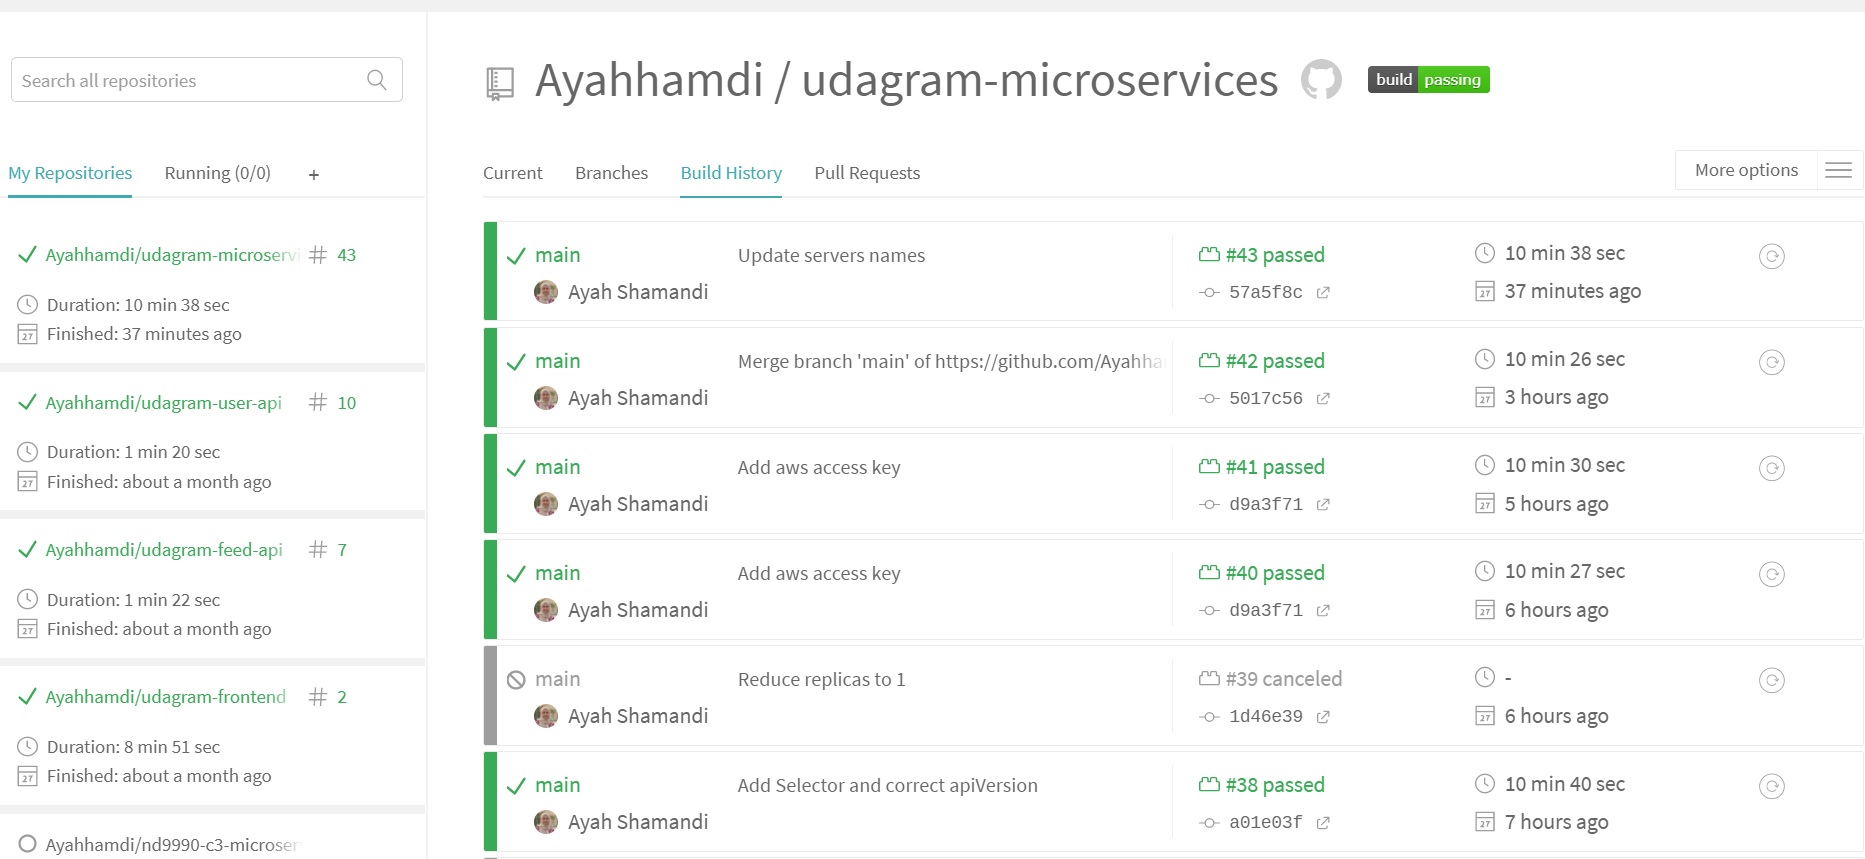 Search all repositories
My Repositories Running (0/0) +
Ayahhamdi/udagram-microservi # 43
Duration: 10 min 38 sec
27 Finished: 37 minutes ago
Ayahhamdi/udagram-user-api # 10
Duration: 1 min 20 sec
27 Finished: about a month ago
Ayahhamdi/udagram-feed-api # 7
Duration: 1 min 22 sec
27 Finished: about a month ago
Ayahhamdi/udagram-frontend # 2
Duration: 8 min 51 sec
27 Finished: about a month ago
Ayahhamdi/nd9990-c3-microser
Ayahhamdi / udagram-microservices build passing
Current Branches Build History Pull Requests More options
main Update servers names #43 passed 10 min 38 sec
Ayah Shamandi 57a5f8c 27 37 minutes ago
main Merge branch 'main' of https://github.com/Ayahha #42 passed 10 min 26 sec
Ayah Shamandi 5017c56 27 3 hours ago
main Add aws access key #41 passed 10 min 30 sec
Ayah Shamandi d9a3f71 27 5 hours ago
main Add aws access key #40 passed 10 min 27 sec
Ayah Shamandi d9a3f71 27 6 hours ago
main Reduce replicas to 1 #39 canceled -
Ayah Shamandi 1d46e39 27 6 hours ago
main Add Selector and correct apiVersion #38 passed 10 min 40 sec
Ayah Shamandi a01e03f 27 7 hours ago